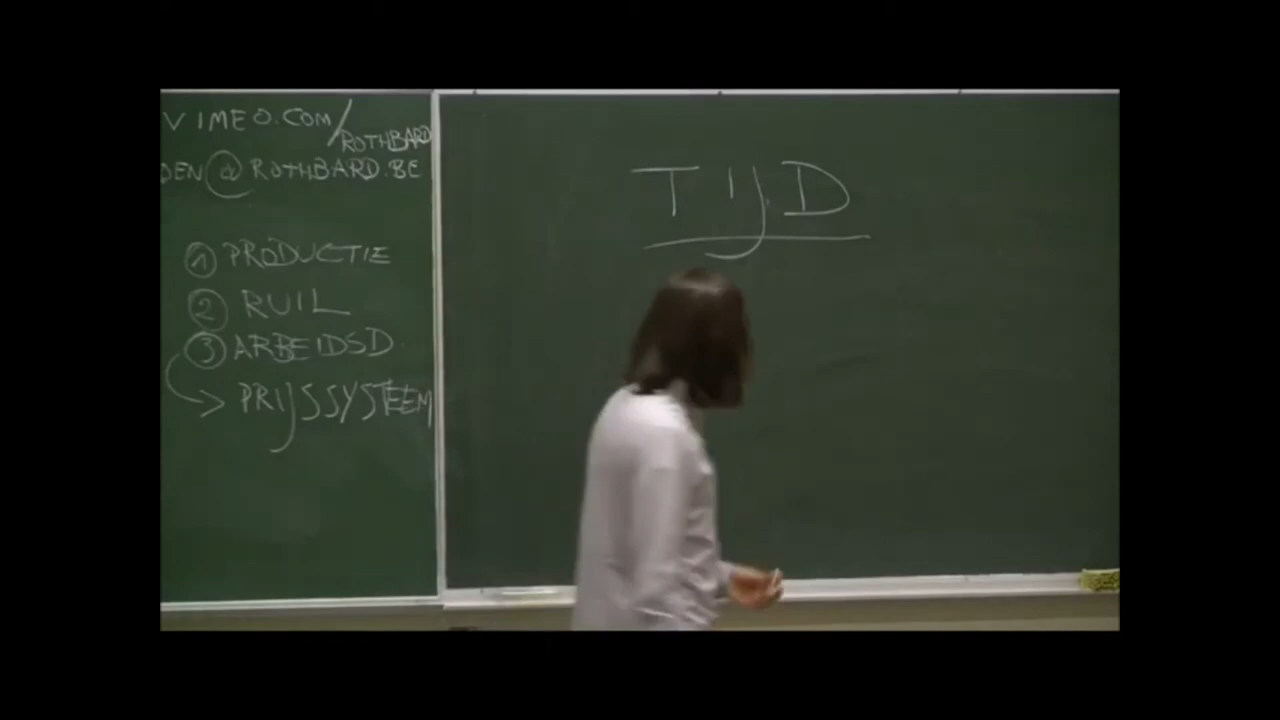 VIMEO.COM/
ROTHBARD
DEN@ROTHBARD.BE
① PRODUCTIE
② RUIL
③ ARBEIDSD
→ PRIJSSYSTEEM
TIJD